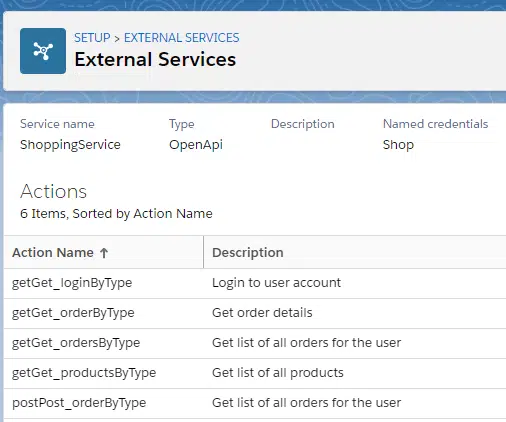 SETUP > EXTERNAL SERVICES
External Services
Service name Type Description Named credentials
ShoppingService OpenApi Shop
Actions
6 Items, Sorted by Action Name
Action Name ↑ Description
getGet_loginByType Login to user account
getGet_orderByType Get order details
getGet_ordersByType Get list of all orders for the user
getGet_productsByType Get list of all products
postPost_orderByType Get list of all orders for the user